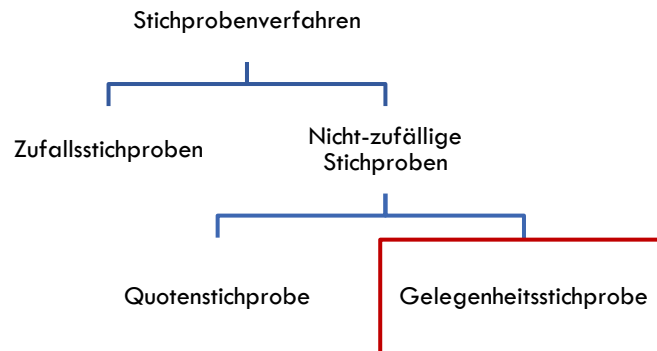 Stichprobenverfahren
Zufallsstichproben
Nicht-zufällige
Stichproben
Quotenstichprobe
Gelegenheitsstichprobe